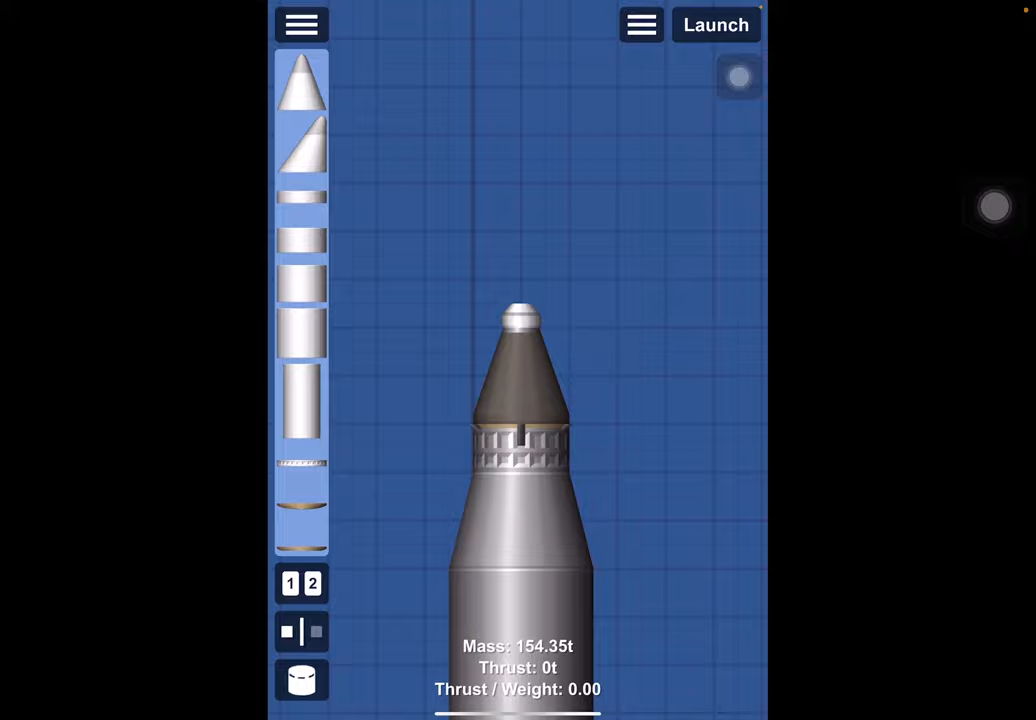 Launch
1 2
Mass: 154.35t
Thrust: 0t
Thrust / Weight: 0.00